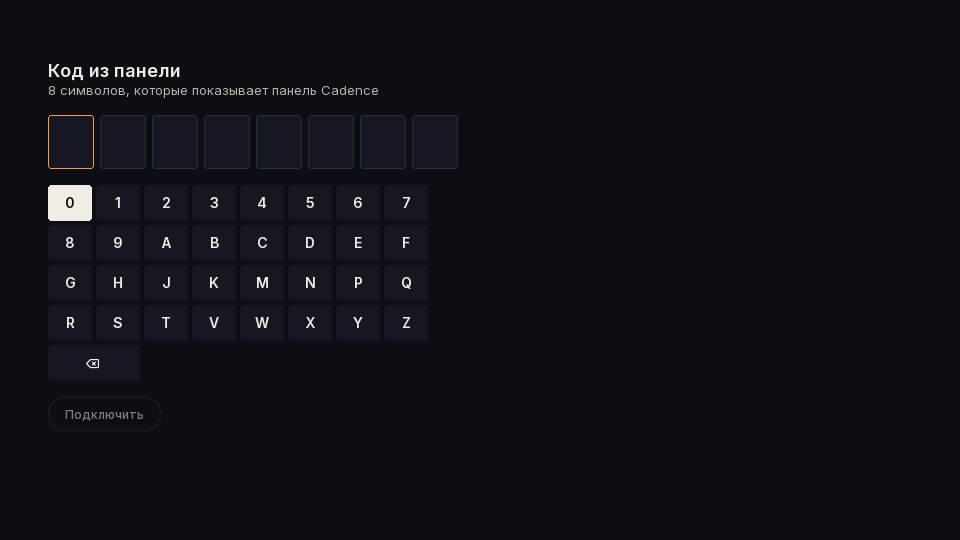 Код из панели
8 символов, которые показывает панель Cadence
0 1 2 3 4 5 6 7
8 9 A B C D E F
G H J K M N P Q
R S T V W X Y Z
Подключить